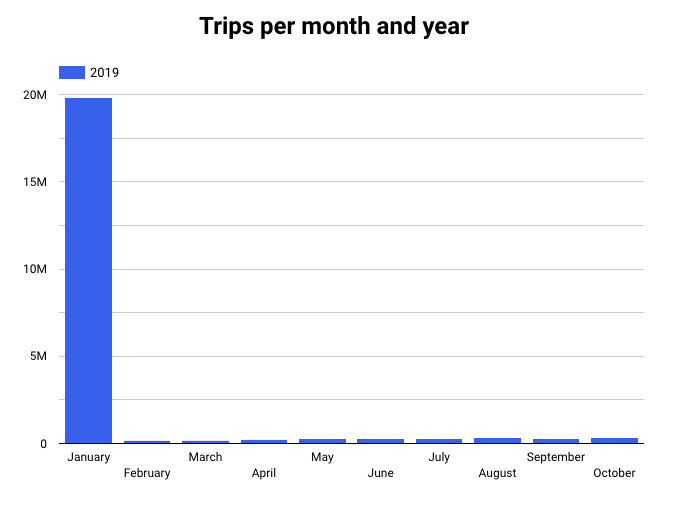 Trips per month and year
2019
20M
15M
10M
5M
0
January
February
March
April
May
June
July
August
September
October